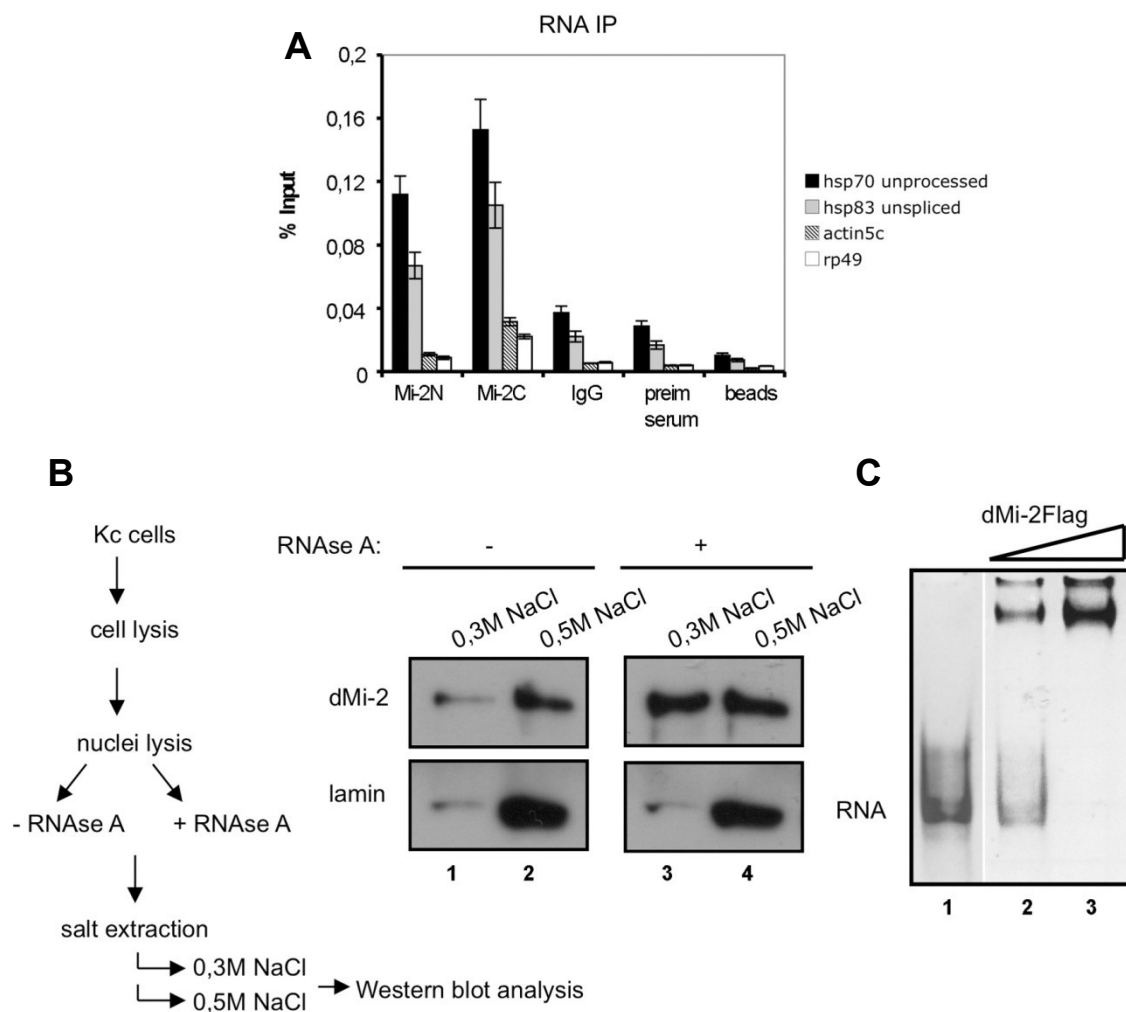 RNA IP
A
0,2
0,16
0,12
0,08
0,04
0
% Input
Mi-2N
Mi-2C
IgG
preim serum
beads
hsp70 unprocessed
hsp83 unspliced
actin5c
rp49
B
Kc cells
cell lysis
nuclei lysis
- RNAse A
+ RNAse A
salt extraction
0,3M NaCl
0,5M NaCl
Western blot analysis
RNAse A:
-
+
0,3M NaCl
0,5M NaCl
0,3M NaCl
0,5M NaCl
dMi-2
lamin
1 2 3 4
C
dMi-2Flag
RNA
1 2 3